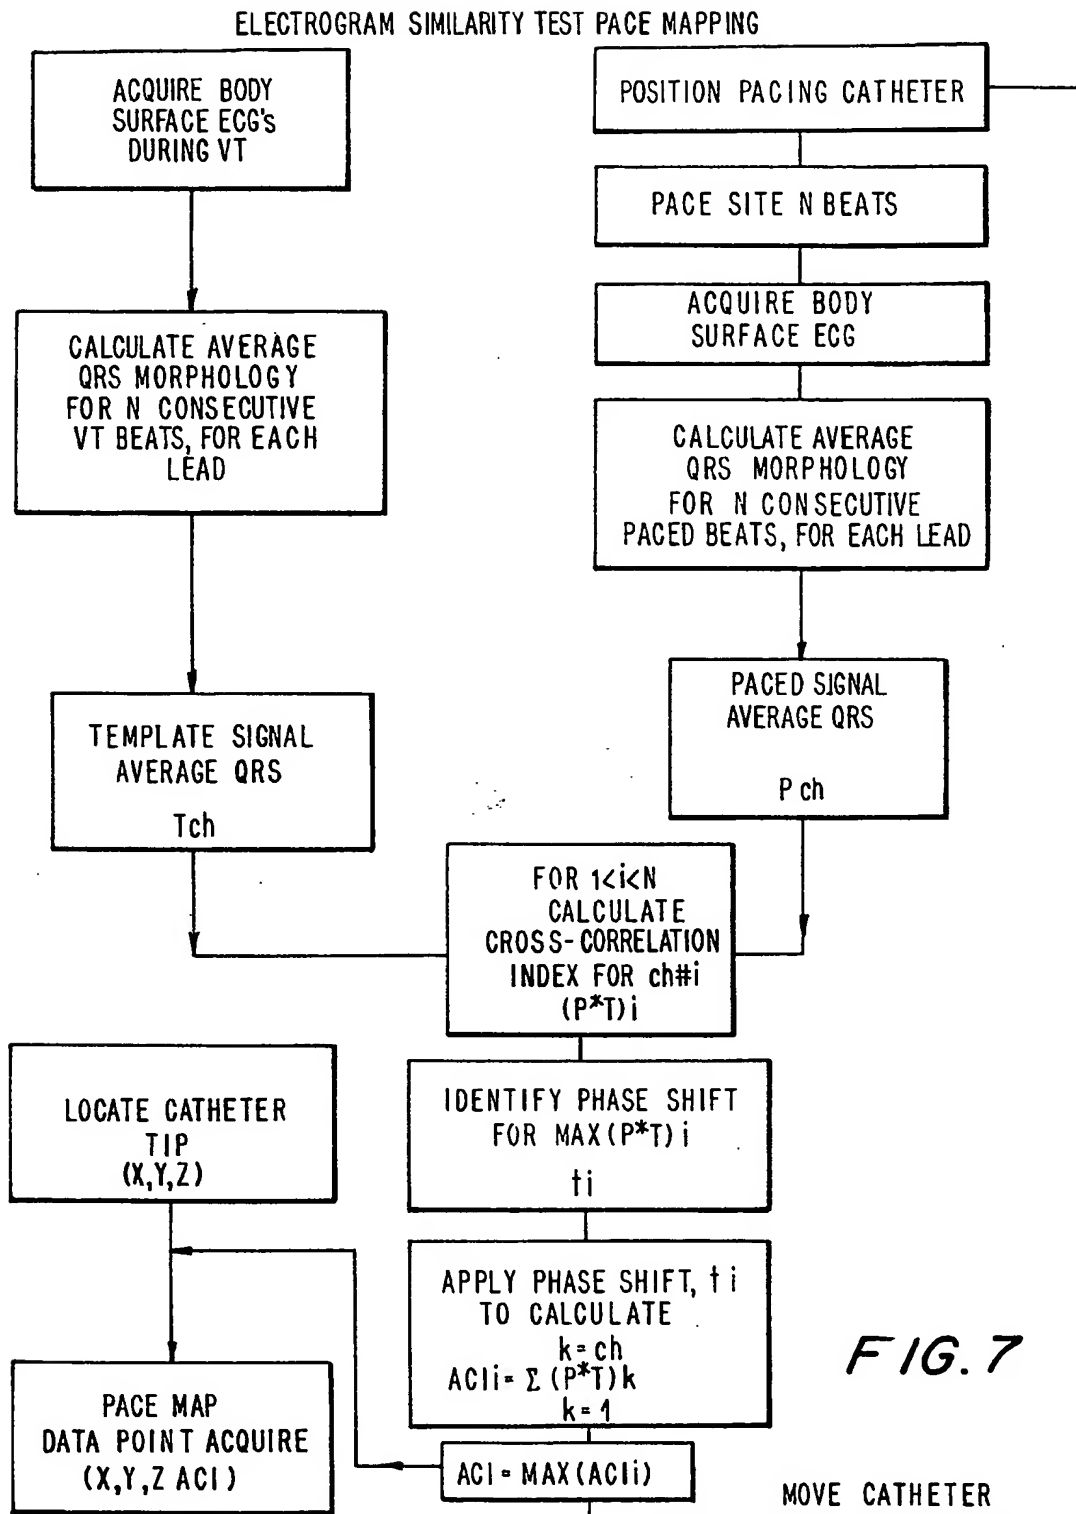 ELECTROGRAM SIMILARITY TEST PACE MAPPING
ACQUIRE BODY
SURFACE ECG's
DURING VT
CALCULATE AVERAGE
QRS MORPHOLOGY
FOR N CONSECUTIVE
VT BEATS, FOR EACH
LEAD
TEMPLATE SIGNAL
AVERAGE QRS
Tch
POSITION PACING CATHETER
PACE SITE N BEATS
ACQUIRE BODY
SURFACE ECG
CALCULATE AVERAGE
QRS MORPHOLOGY
FOR N CONSECUTIVE
PACED BEATS, FOR EACH LEAD
PACED SIGNAL
AVERAGE QRS
P ch
FOR 1<i<N
CALCULATE
CROSS-CORRELATION
INDEX FOR ch#i
(P*T)i
IDENTIFY PHASE SHIFT
FOR MAX(P*T)i
ti
APPLY PHASE SHIFT, ti
TO CALCULATE
k=ch
ACIi=Σ(P*T)k
k=1
ACI=MAX(ACIi)
LOCATE CATHETER
TIP
(X,Y,Z)
PACE MAP
DATA POINT ACQUIRE
(X,Y,Z ACI)
FIG.7
MOVE CATHETER